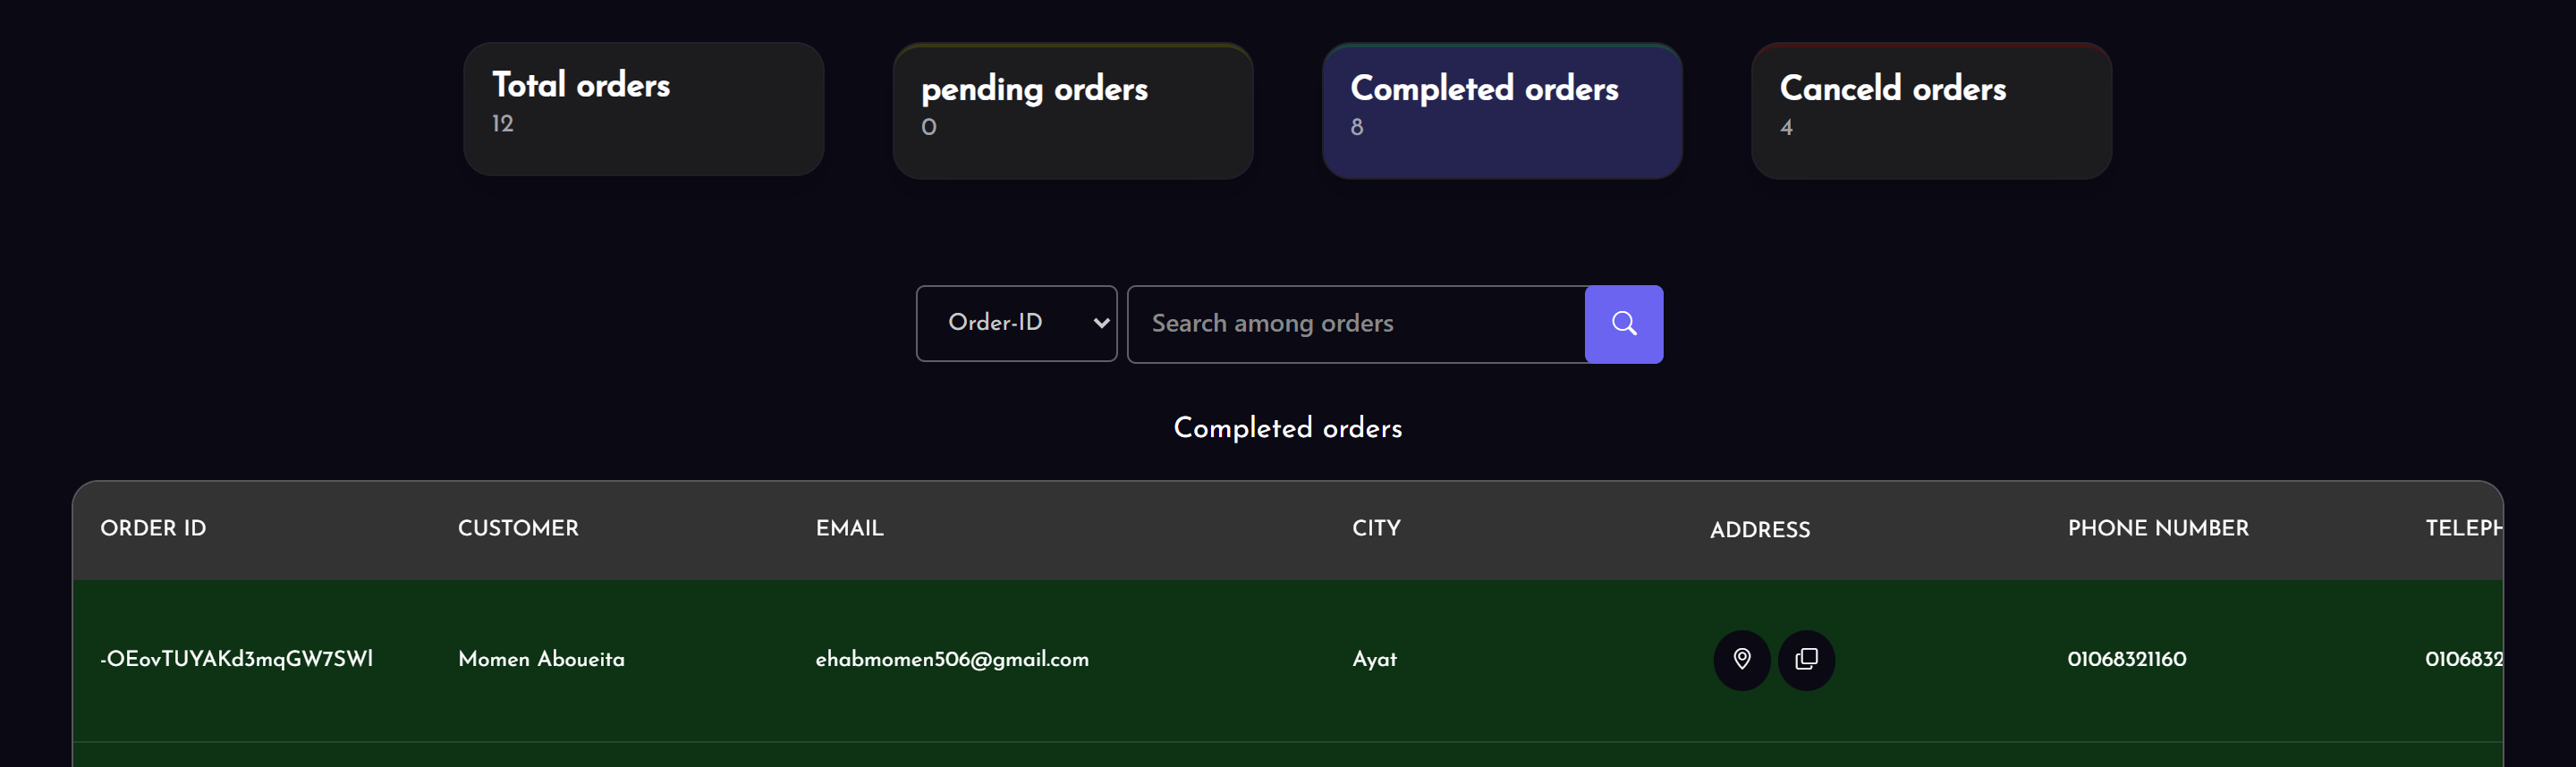 Total orders
12
pending orders
0
Completed orders
8
Canceld orders
4
Order-ID
Search among orders
Completed orders
ORDER ID CUSTOMER EMAIL CITY ADDRESS PHONE NUMBER TELEPH
-OEovTUYAKd3mqGW7SWl Momen Aboueita ehabmomen506@gmail.com Ayat 01068321160 0106832